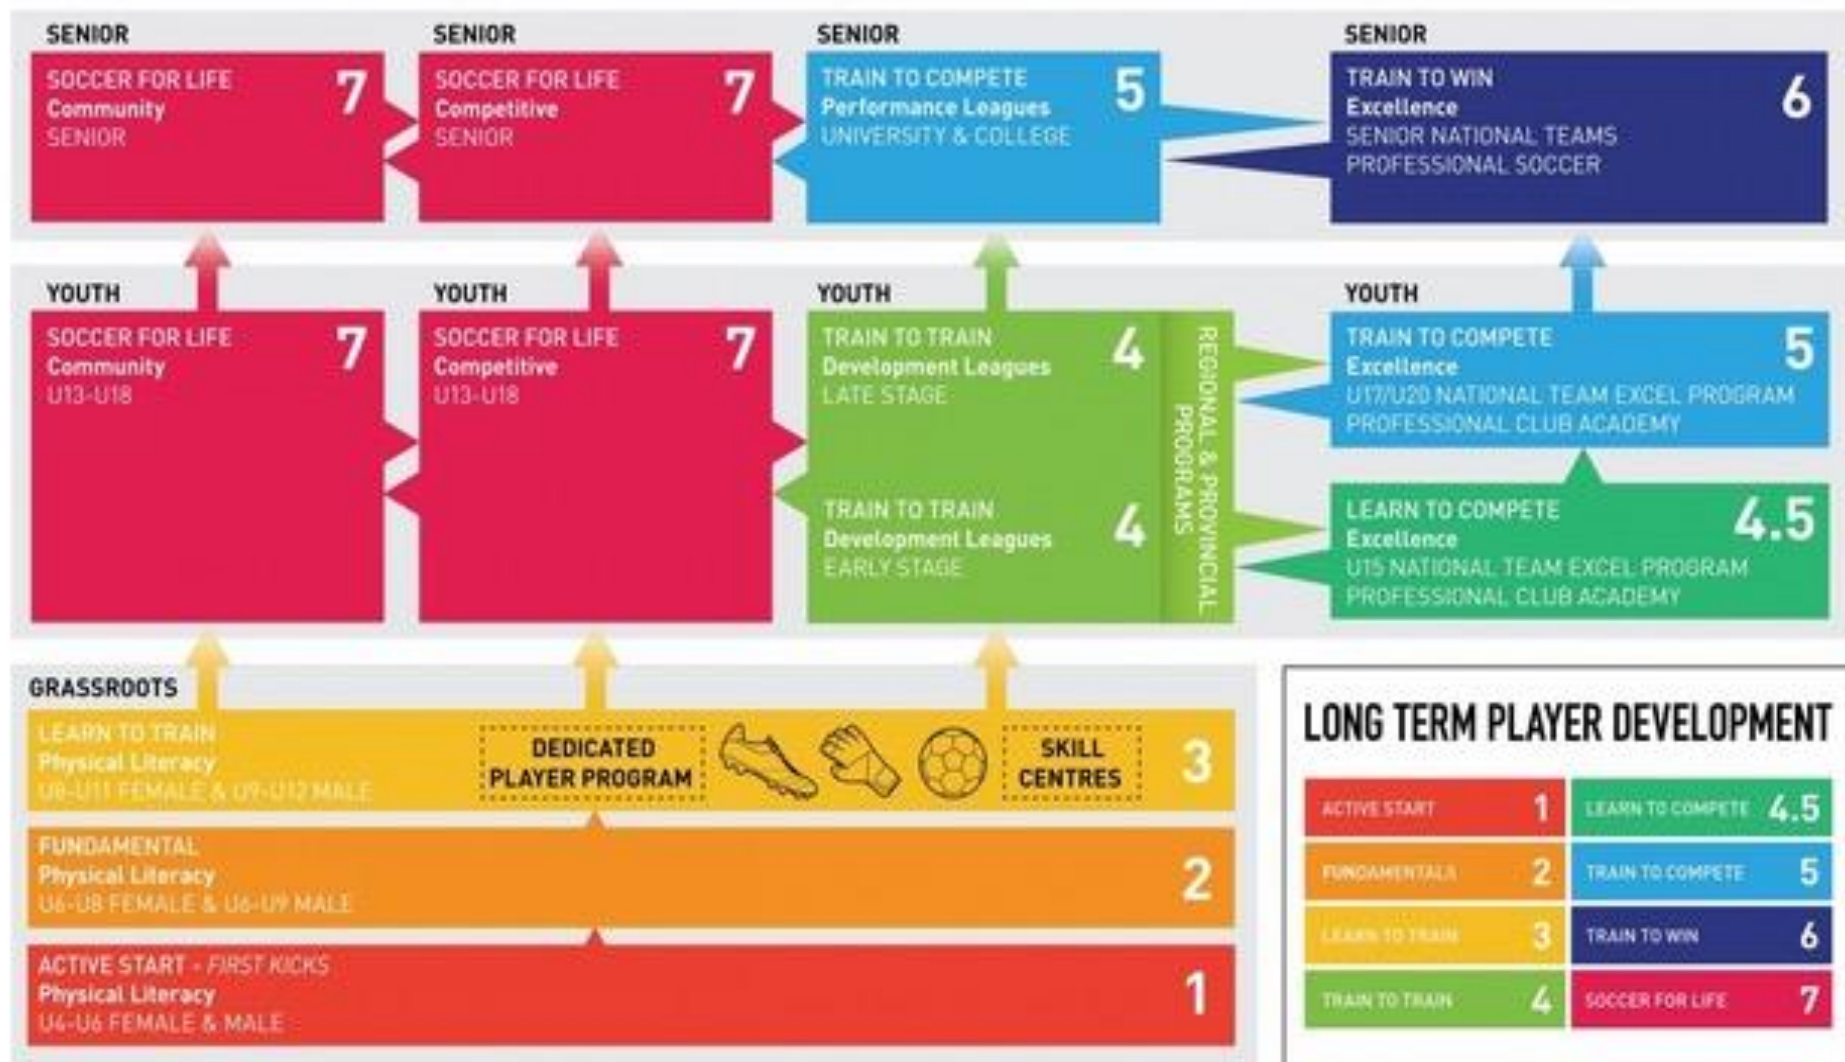 SENIOR
SOCCER FOR LIFE
Community
SENIOR
7
SENIOR
SOCCER FOR LIFE
Competitive
SENIOR
7
SENIOR
TRAIN TO COMPETE
Performance Leagues
UNIVERSITY & COLLEGE
5
SENIOR
TRAIN TO WIN
Excellence
SENIOR NATIONAL TEAMS
PROFESSIONAL SOCCER
6
YOUTH
SOCCER FOR LIFE
Community
U13-U18
7
YOUTH
SOCCER FOR LIFE
Competitive
U13-U18
7
YOUTH
TRAIN TO TRAIN
Development Leagues
LATE STAGE
4
TRAIN TO TRAIN
Development Leagues
EARLY STAGE
4
REGIONAL & PROVINCIAL
PROGRAMS
YOUTH
TRAIN TO COMPETE
Excellence
U17/U20 NATIONAL TEAM EXCEL PROGRAM
PROFESSIONAL CLUB ACADEMY
5
LEARN TO COMPETE
Excellence
U15 NATIONAL TEAM EXCEL PROGRAM
PROFESSIONAL CLUB ACADEMY
4.5
GRASSROOTS
LEARN TO TRAIN
Physical Literacy
U8-U11 FEMALE & U9-U12 MALE
DEDICATED
PLAYER PROGRAM
SKILL
CENTRES
3
FUNDAMENTAL
Physical Literacy
U6-U8 FEMALE & U6-U9 MALE
2
ACTIVE START - FIRST KICKS
Physical Literacy
U4-U6 FEMALE & MALE
1
LONG TERM PLAYER DEVELOPMENT
ACTIVE START 1
LEARN TO COMPETE 4.5
FUNDAMENTALS 2
TRAIN TO COMPETE 5
LEARN TO TRAIN 3
TRAIN TO WIN 6
TRAIN TO TRAIN 4
SOCCER FOR LIFE 7